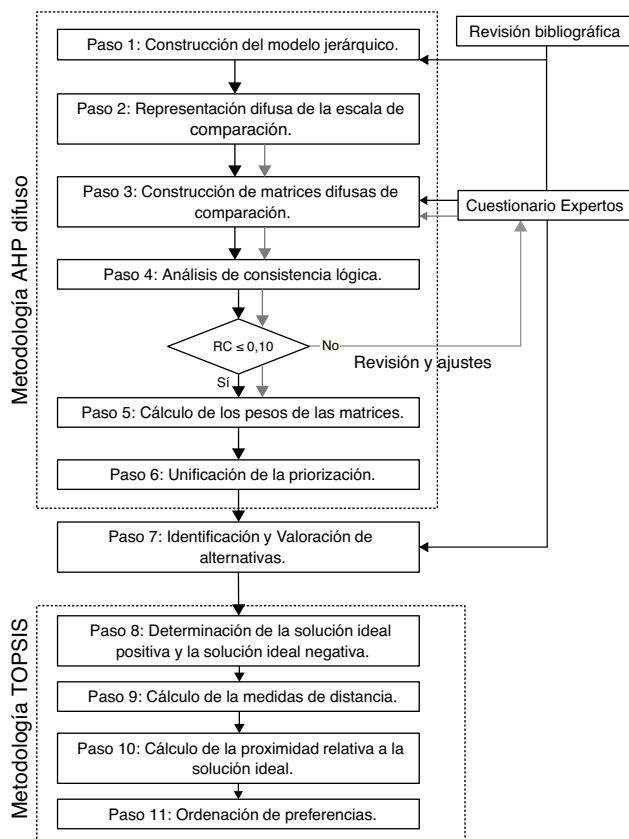 Revisión bibliográfica
Paso 1: Construcción del modelo jerárquico.
Paso 2: Representación difusa de la escala de
comparación.
Paso 3: Construcción de matrices difusas de
comparación.
Cuestionario Expertos
Paso 4: Análisis de consistencia lógica.
RC ≤ 0,10
No
Revisión y ajustes
Sí
Paso 5: Cálculo de los pesos de las matrices.
Paso 6: Unificación de la priorización.
Metodología AHP difuso
Paso 7: Identificación y Valoración de
alternativas.
Paso 8: Determinación de la solución ideal
positiva y la solución ideal negativa.
Paso 9: Cálculo de la medidas de distancia.
Paso 10: Cálculo de la proximidad relativa a la
solución ideal.
Paso 11: Ordenación de preferencias.
Metodología TOPSIS